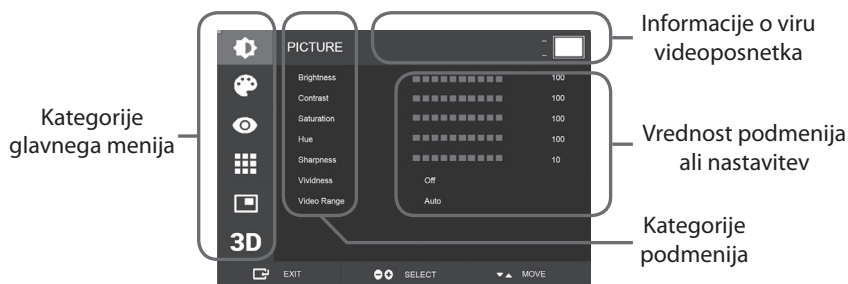 Informacije o viru
videoposnetka
PICTURE
Brightness 100
Contrast 100
Saturation 100
Hue 100
Sharpness 10
Vividness Off
Video Range Auto
3D
EXIT SELECT MOVE
Kategorije
glavnega menija
Vrednost podmenija
ali nastavitev
Kategorije
podmenija